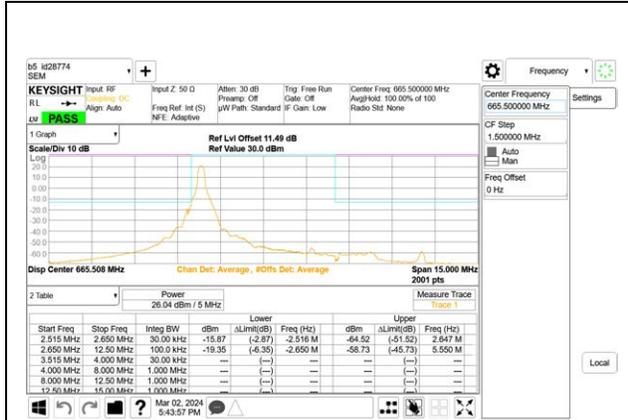 b5 id28774
SEM
Frequency
KEYSIGHT
RL
PASS
Input: RF
Coupling: DC
Align: Auto
Input Z: 50 Ω
Freq Ref: Int (S)
NFE: Adaptive
Atten: 30 dB
Preamp: Off
µW Path: Standard
Trig: Free Run
Gate: Off
IF Gain: Low
Center Freq: 665.500000 MHz
Avg|Hold: 100.00% of 100
Radio Std: None
Center Frequency
665.500000 MHz
Settings
CF Step
1.500000 MHz
Auto
Man
Freq Offset
0 Hz
1 Graph
Scale/Div 10 dB
Ref Lvl Offset 11.49 dB
Ref Value 30.0 dBm
Log
20.0
10.0
0.00
-10.0
-20.0
-30.0
-40.0
-50.0
-60.0
Disp Center 665.508 MHz
Chan Det: Average, #Offs Det: Average
Span 15.000 MHz
2001 pts
2 Table
Power
26.04 dBm / 5 MHz
Measure Trace
Trace 1
Lower Upper
Start Freq Stop Freq Integ BW dBm ΔLimit(dB) Freq (Hz) dBm ΔLimit(dB) Freq (Hz)
2.515 MHz 2.650 MHz 30.00 kHz -15.87 (-2.87) -2.516 M -64.52 (-51.52) 2.647 M
2.650 MHz 12.50 MHz 100.0 kHz -19.35 (-6.35) -2.650 M -58.73 (-45.73) 5.550 M
3.515 MHz 4.000 MHz 30.00 kHz --- (---) --- --- (---) ---
4.000 MHz 8.000 MHz 1.000 MHz --- (---) --- --- (---) ---
8.000 MHz 12.50 MHz 1.000 MHz --- (---) --- --- (---) ---
12.50 MHz 15.00 MHz 1.000 MHz --- (---) --- --- (---) ---
Local
?
Mar 02, 2024
5:43:57 PM